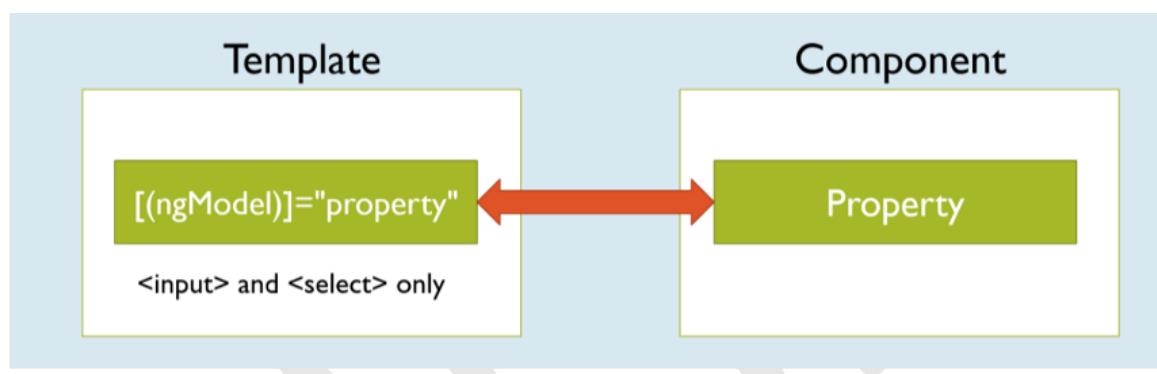 Template
Component
[(ngModel)]="property"
Property
<input> and <select> only